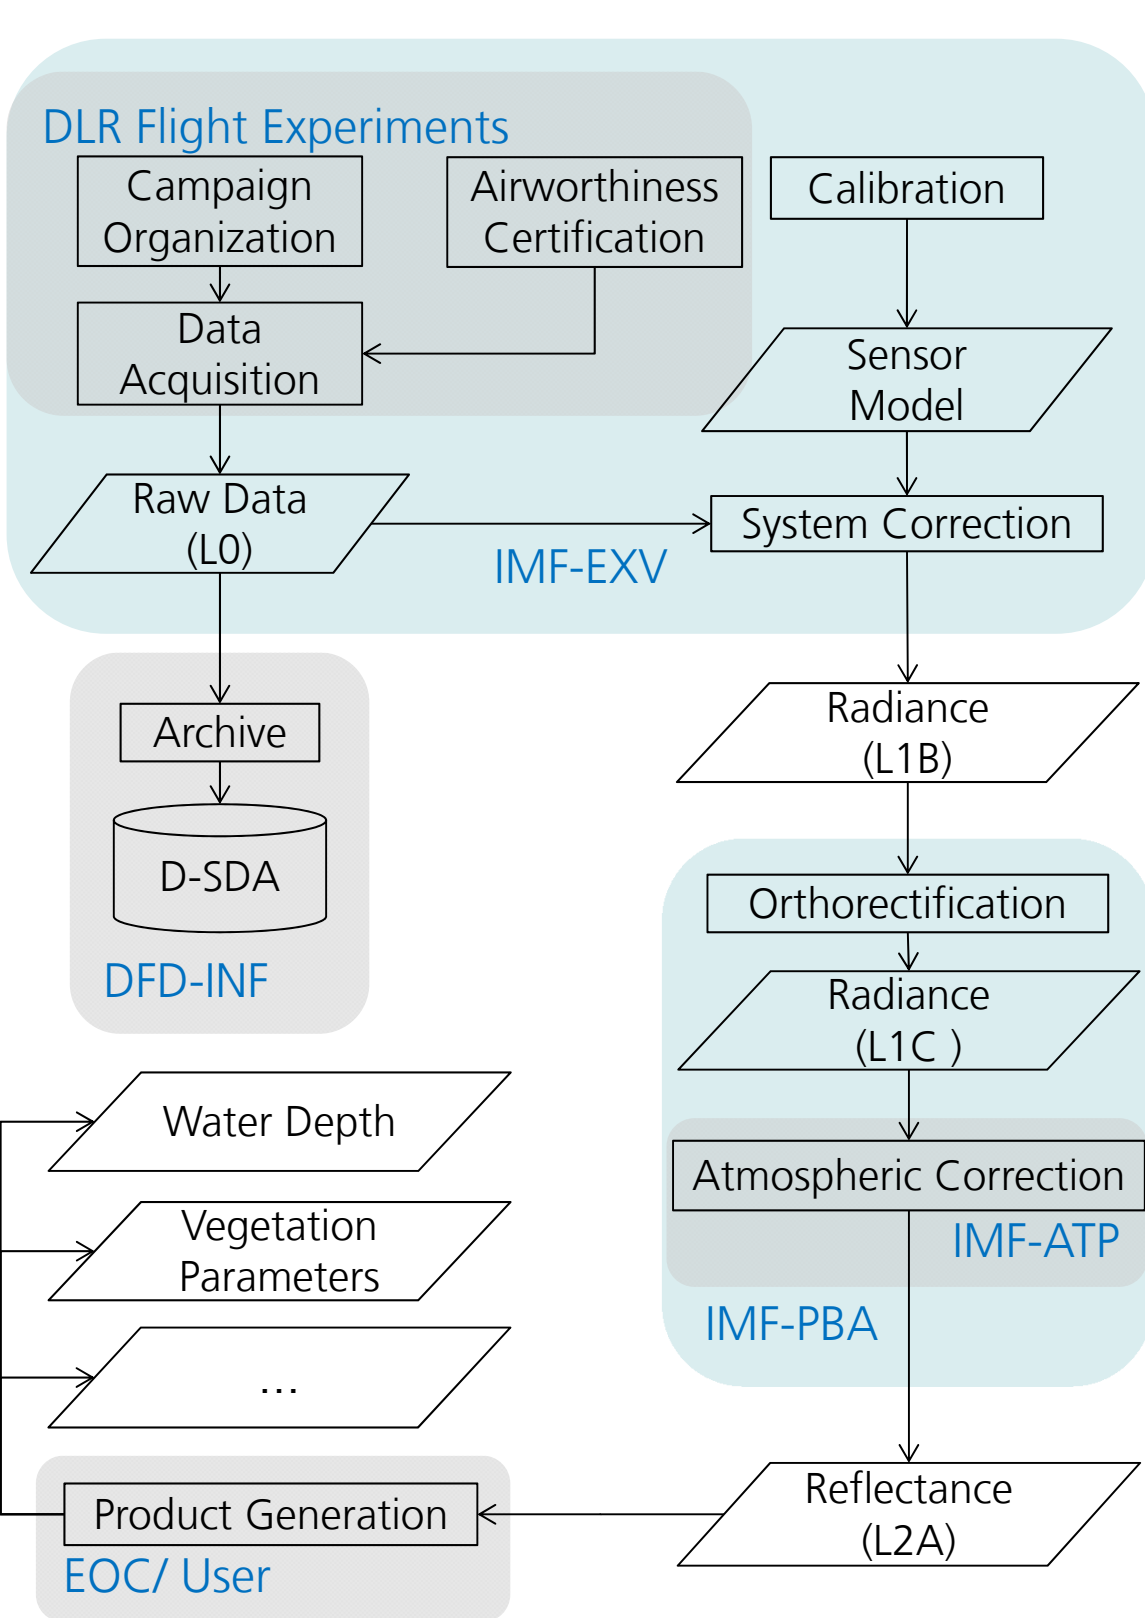 DLR Flight Experiments
Campaign
Organization
Airworthiness
Certification
Calibration
Data
Acquisition
Sensor
Model
Raw Data
(L0)
System Correction
IMF-EXV
Archive
D-SDA
DFD-INF
Radiance
(L1B)
Orthorectification
Radiance
(L1C )
Atmospheric Correction
IMF-ATP
IMF-PBA
Water Depth
Vegetation
Parameters
...
Product Generation
EOC/ User
Reflectance
(L2A)